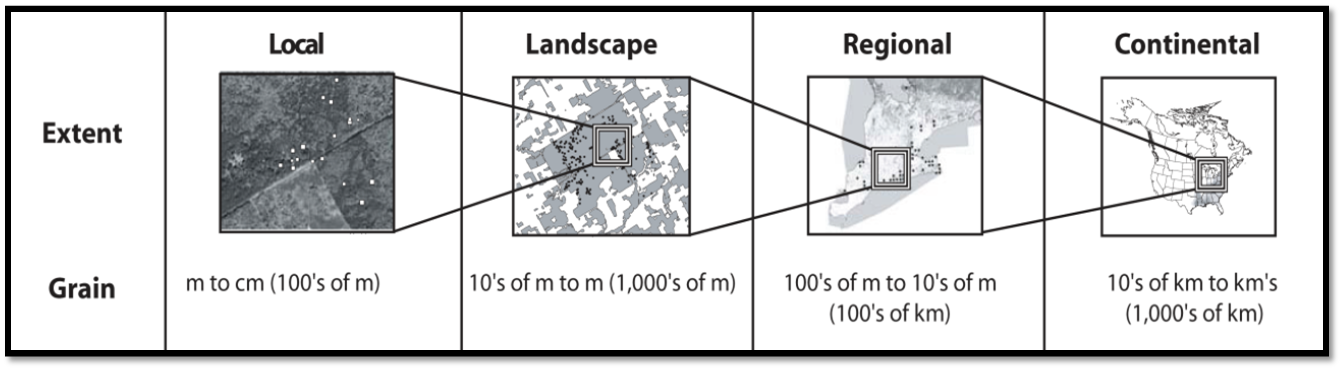 Local
Landscape
Regional
Continental
Extent
Grain
m to cm (100's of m)
10's of m to m (1,000's of m)
100's of m to 10's of m
(100's of km)
10's of km to km's
(1,000's of km)